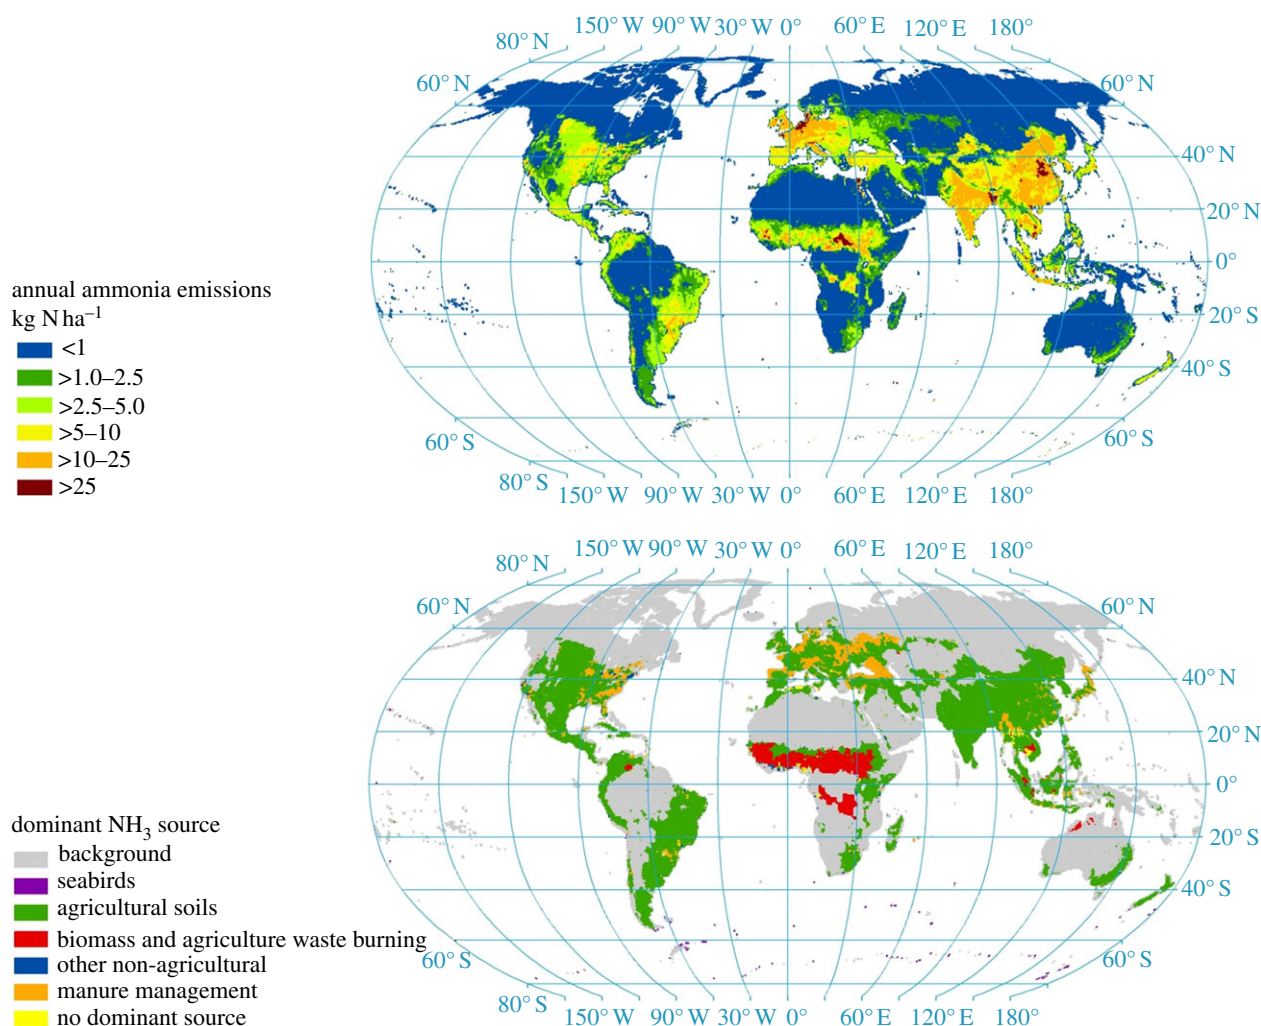 150° W 90° W 30° W 0° 60° E 120° E 180°
80° N
60° N 60° N
40° N
20° N
0°
20° S
40° S
60° S 60° S
80° S
150° W 90° W 30° W 0° 60° E 120° E 180°
annual ammonia emissions
kg N ha⁻¹
<1
>1.0–2.5
>2.5–5.0
>5–10
>10–25
>25
150° W 90° W 30° W 0° 60° E 120° E 180°
80° N
60° N 60° N
40° N
20° N
0°
20° S
40° S
60° S 60° S
80° S
150° W 90° W 30° W 0° 60° E 120° E 180°
dominant NH₃ source
background
seabirds
agricultural soils
biomass and agriculture waste burning
other non-agricultural
manure management
no dominant source